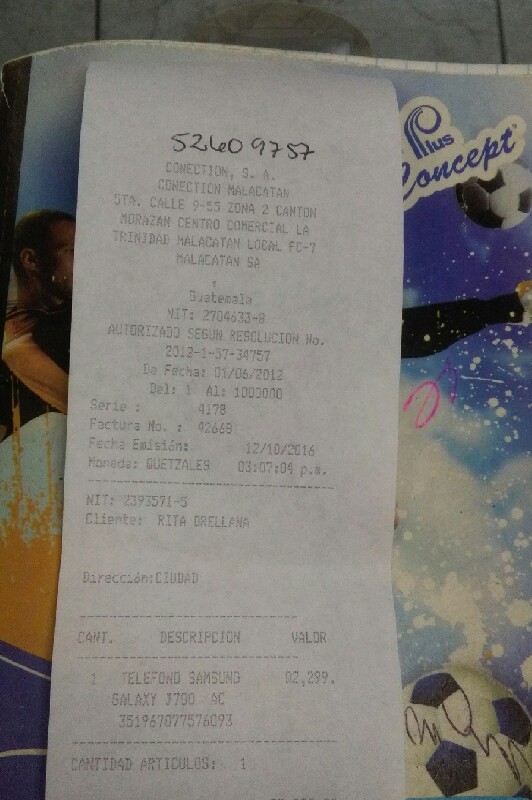 52609757
CONECTION, S. A.
CONECTION MALACATAN
5TA. CALLE 9-55 ZONA 2 CANTON
MORAZAN CENTRO COMERCIAL LA
TRINIDAD MALACATAN LOCAL FC-7
MALACATAN SA
Guatemala
NIT: 2704633-8
AUTORIZADO SEGUN RESOLUCION No.
2012-1-57-34757
De Fecha: 01/06/2012
Del: 1 Al: 1000000
Serie : 4178
Factura No. : 42668
Fecha Emisión: 12/10/2016
Moneda: QUETZALES 03:07:04 p.m.
NIT: 2393571-5
Cliente: RITA ORELLANA
Dirección:CIUDAD
CANT. DESCRIPCION VALOR
1 TELEFONO SAMSUNG Q2,299.
GALAXY J700 AC
351967077576093
CANTIDAD ARTICULOS: 1
Plus
Concept